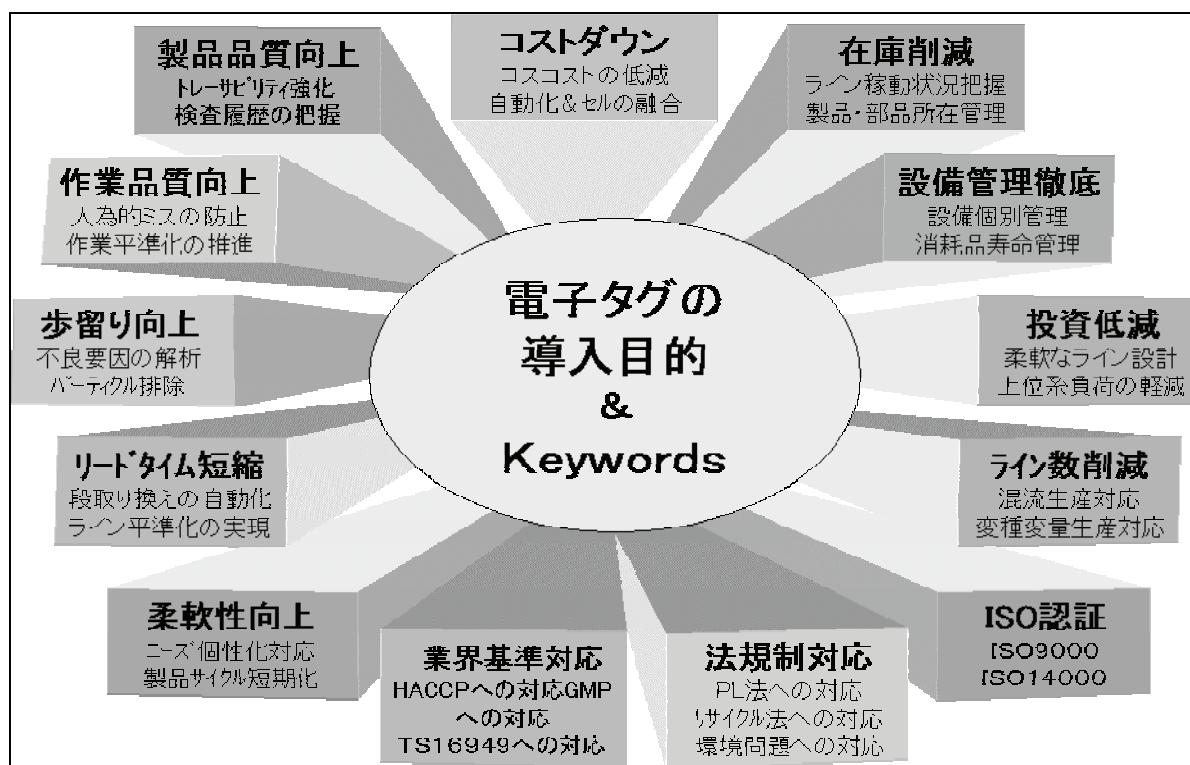 製品品質向上
トレーサビリティ強化
検査履歴の把握
コストダウン
コスコストの低減
自動化&セルの融合
在庫削減
ライン稼動状況把握
製品・部品所在管理
作業品質向上
人為的ミスの防止
作業平準化の推進
設備管理徹底
設備個別管理
消耗品寿命管理
電子タグの
導入目的
&
Keywords
歩留り向上
不良要因の解析
パーティクル排除
投資低減
柔軟なライン設計
上位系負荷の軽減
リードタイム短縮
段取り換えの自動化
ライン平準化の実現
ライン数削減
混流生産対応
変種変量生産対応
柔軟性向上
ニーズ個性化対応
製品サイクル短期化
業界基準対応
HACCPへの対応GMP
への対応
TS16949への対応
法規制対応
PL法への対応
リサイクル法への対応
環境問題への対応
ISO認証
ISO9000
ISO14000